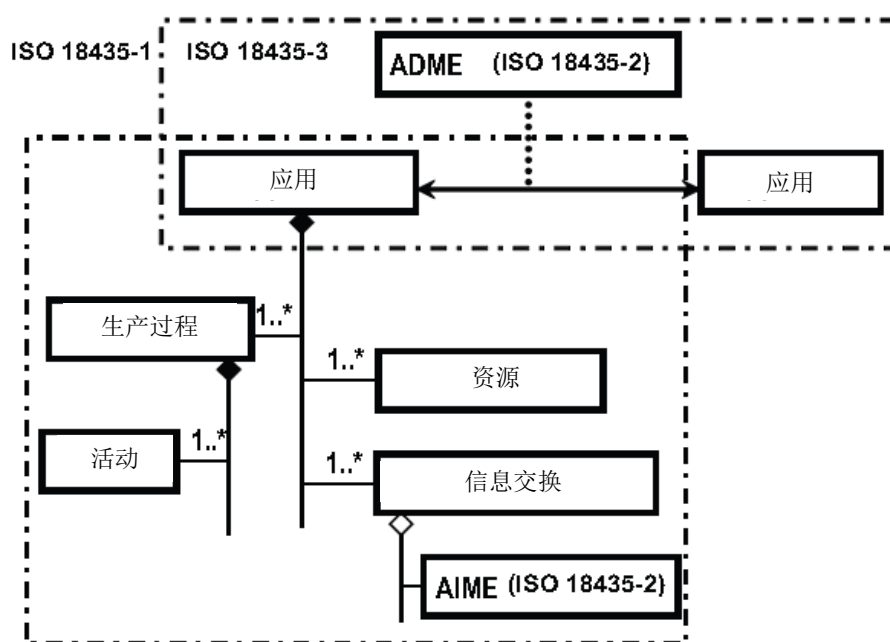 ISO 18435-1
ISO 18435-3
ADME (ISO 18435-2)
应用
应用
生产过程
1..*
1..*
资源
活动
1..*
1..*
信息交换
AIME (ISO 18435-2)